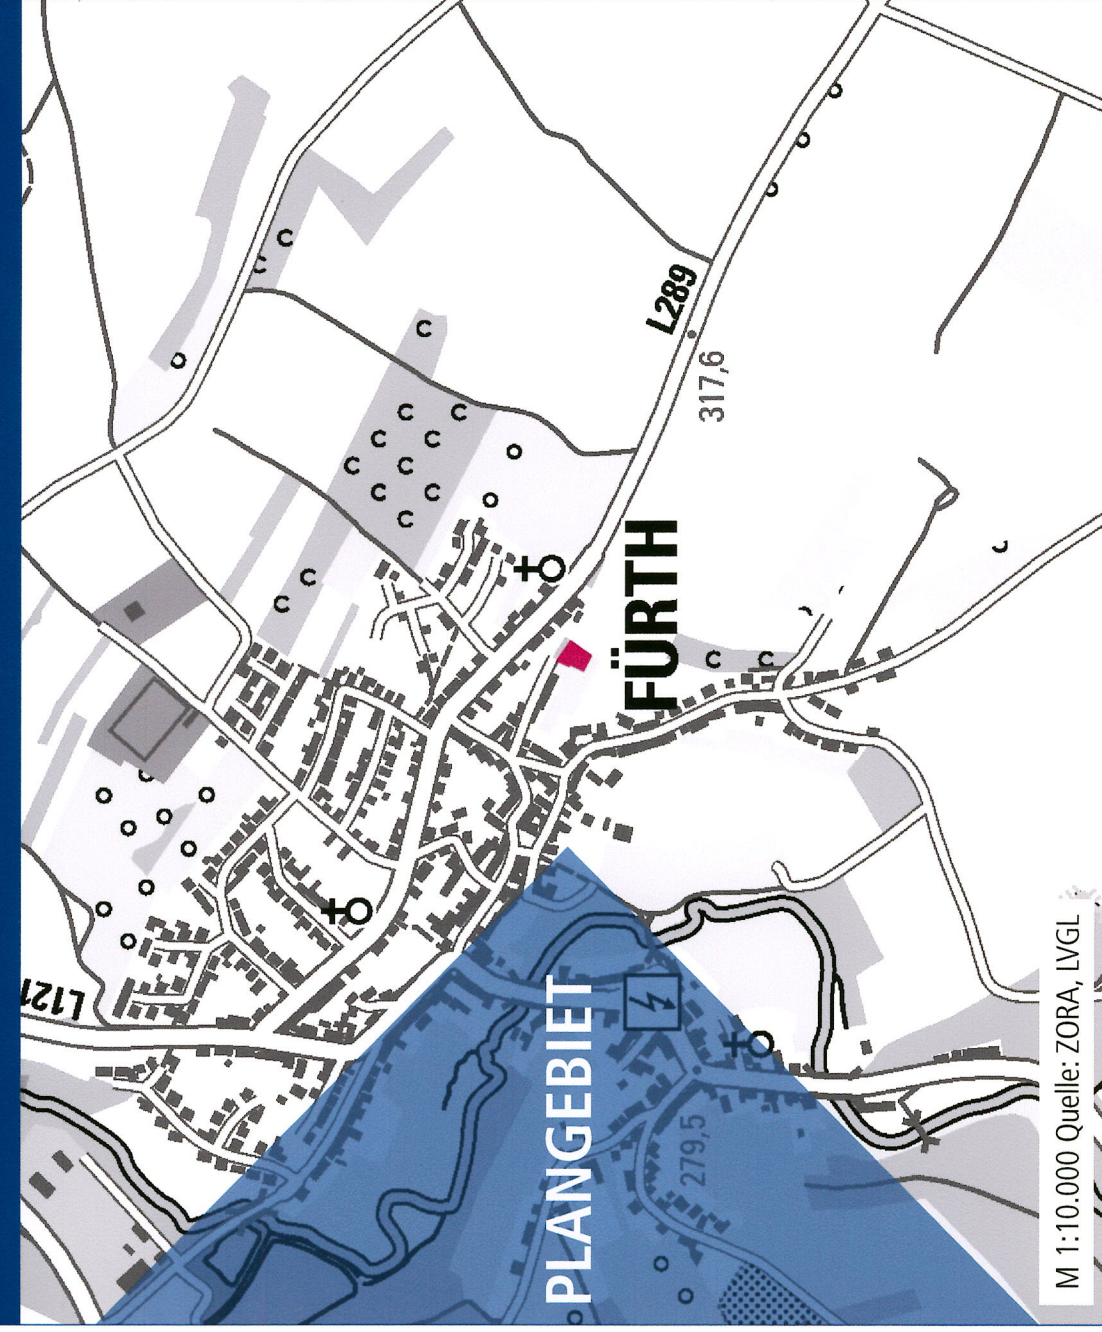 L121
L289
317,6
FÜRTH
PLANGEBIET
279,5
M 1:10.000 Quelle: ZORA, LVGL